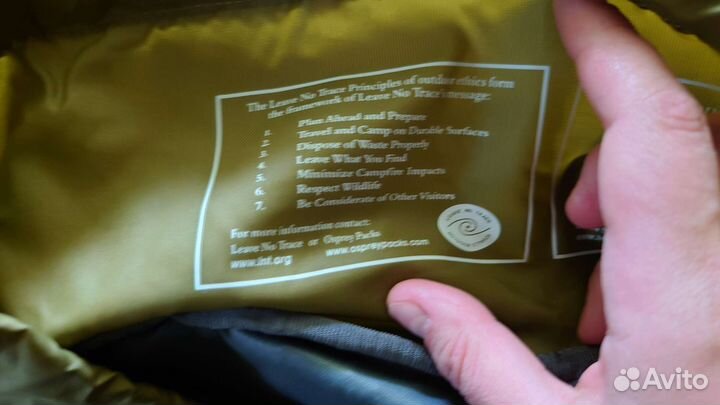 The Leave No Trace Principles of outdoor ethics form
the framework of Leave No Trace's message:
1. Plan Ahead and Prepare
2. Travel and Camp on Durable Surfaces
3. Dispose of Waste Properly
4. Leave What You Find
5. Minimize Campfire Impacts
6. Respect Wildlife
7. Be Considerate of Other Visitors
For more information contact:
Leave No Trace or Osprey Packs
www.lnt.org www.ospreypacks.com
LEAVE NO TRACE
Avito